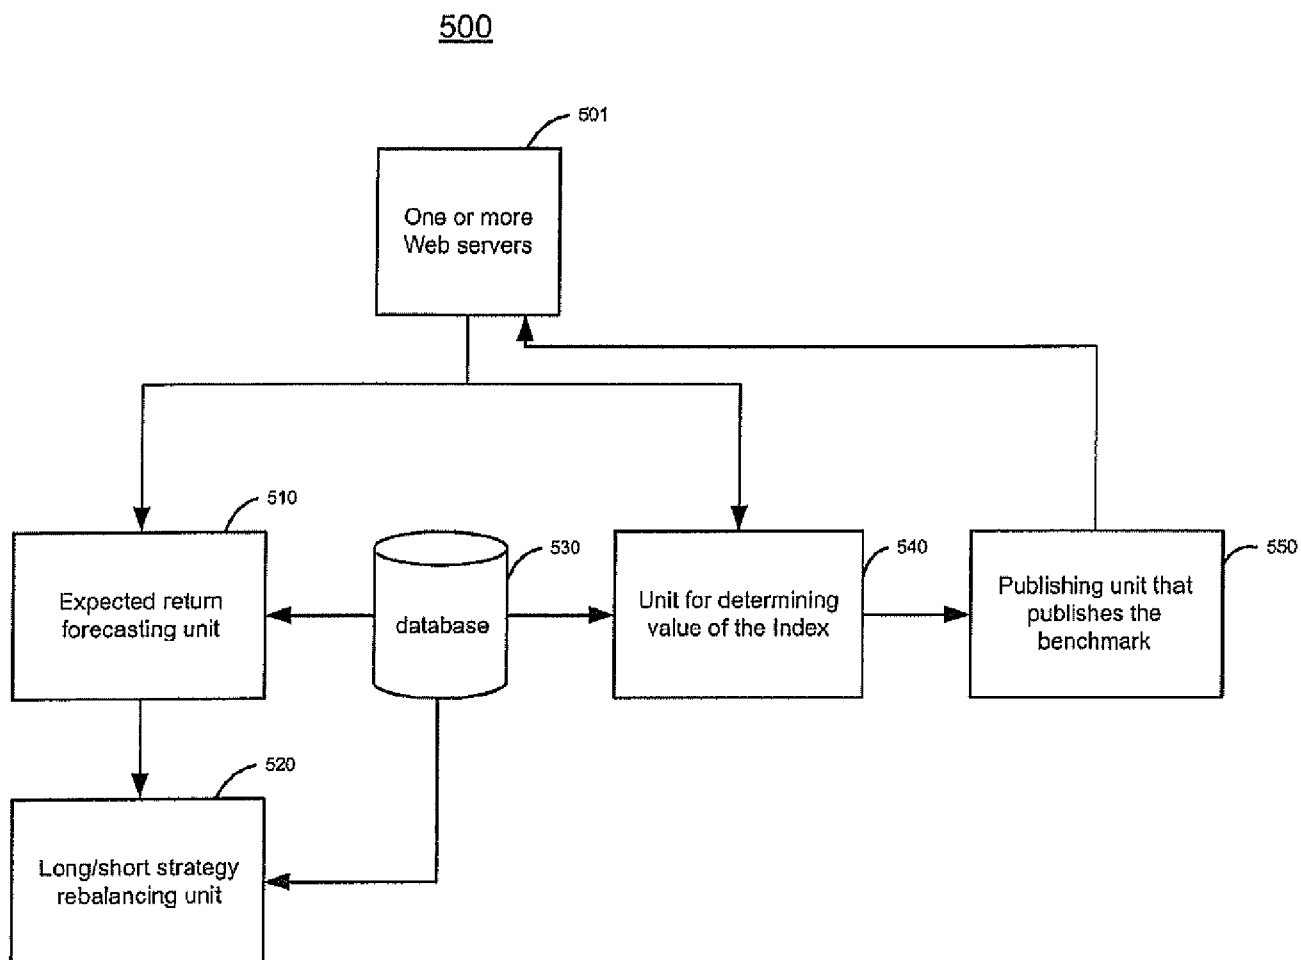 500
501
One or more
Web servers
510
Expected return
forecasting unit
530
database
540
Unit for determining
value of the Index
550
Publishing unit that
publishes the
benchmark
520
Long/short strategy
rebalancing unit